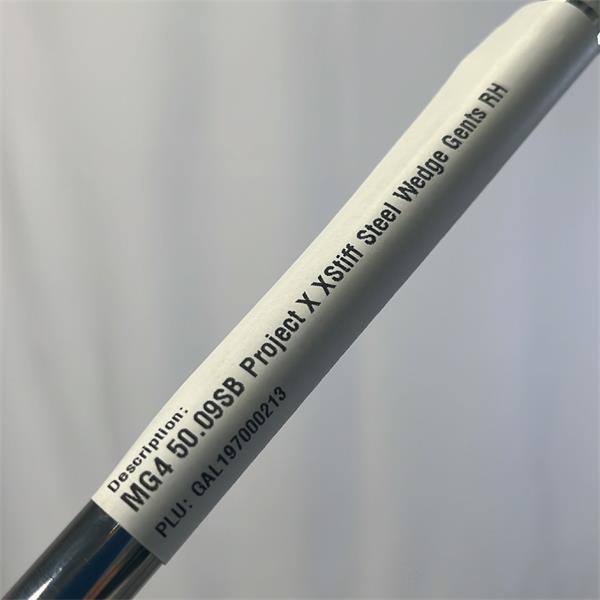 Description:
MG4 50.09SB Project X XStiff Steel Wedge Gents RH
PLU: GAL197000213